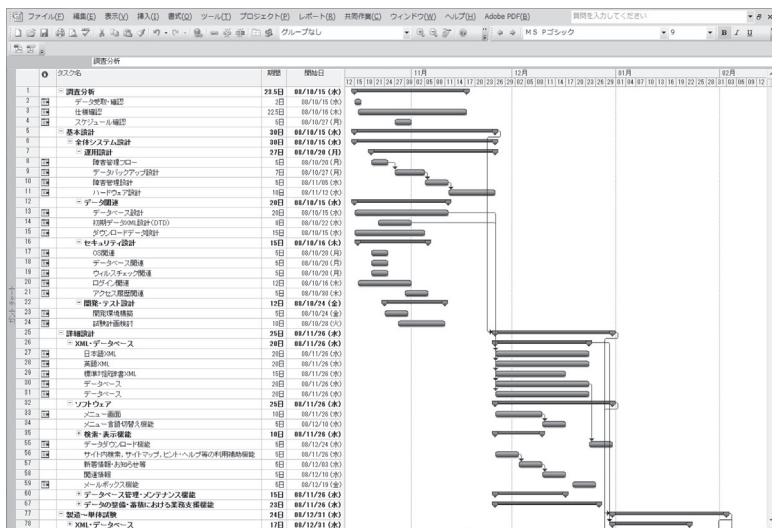 ファイル(F) 編集(E) 表示(V) 挿入(I) 書式(O) ツール(T) プロジェクト(P) レポート(R) 共同作業(C) ウィンドウ(W) ヘルプ(H) Adobe PDF(B) 質問を入力してください
グループなし MS Pゴシック 9 B I U
調査分析
タスク名 期間 開始日 11月 12月 01月 02月
1 調査分析 23.5日 08/10/15 (水)
2 データ受取・確認 2日 08/10/15 (水)
3 仕様確認 22.5日 08/10/16 (木)
4 スケジュール確認 5日 08/10/27 (月)
5 基本設計 30日 08/10/15 (水)
6 全体システム設計 30日 08/10/15 (水)
7 運用設計 27日 08/10/20 (月)
8 障害管理フロー 5日 08/10/20 (月)
9 データバックアップ設計 7日 08/10/27 (月)
10 障害管理設計 5日 08/11/05 (水)
11 ハードウェア設計 10日 08/11/12 (水)
12 データ関連 20日 08/10/15 (水)
13 データベース設計 20日 08/10/15 (水)
14 初期データXML設計(DTD) 8日 08/10/22 (水)
15 ダウンロードデータ設計 15日 08/10/15 (水)
16 セキュリティ設計 15日 08/10/16 (木)
17 OS関連 5日 08/10/20 (月)
18 データベース関連 5日 08/10/20 (月)
19 ウィルスチェック関連 5日 08/10/20 (月)
20 ログイン関連 12日 08/10/16 (木)
21 アクセス履歴関連 5日 08/10/30 (木)
22 開発・テスト設計 12日 08/10/24 (金)
23 開発環境構築 5日 08/10/24 (金)
24 試験計画検討 10日 08/10/28 (火)
25 詳細設計 25日 08/11/26 (水)
26 XML・データベース 20日 08/11/26 (水)
27 日本語XML 20日 08/11/26 (水)
28 英語XML 20日 08/11/26 (水)
29 15日 08/11/26 (水)
30 データベース 20日 08/11/26 (水)
31 データベース 20日 08/11/26 (水)
32 ソフトウェア 25日 08/11/26 (水)
33 メニュー画面 10日 08/11/26 (水)
34 メニュー言語切替え機能 5日 08/12/10 (水)
35 検索・表示機能 10日 08/11/26 (水)
55 データダウンロード機能 5日 08/12/24 (水)
56 サイト内検索、サイトマップ、ヒント・ヘルプ等の利用補助機能 5日 08/11/26 (水)
57 新着情報・お知らせ等 5日 08/12/03 (水)
58 関連情報 5日 08/12/10 (水)
59 メールボックス機能 5日 08/12/19 (金)
60 データベース管理・メンテナンス機能 15日 08/11/26 (水)
67 データの整備・蓄積における業務支援機能 23日 08/11/26 (水)
77 製造～単体試験 24日 08/12/31 (水)
78 XML・データベース 17日 08/12/31 (水)